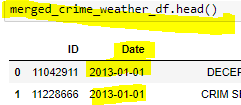 merged_crime_weather_df.head()
ID Date
0 11042911 2013-01-01 DECEP
1 11228666 2013-01-01 CRIM SE